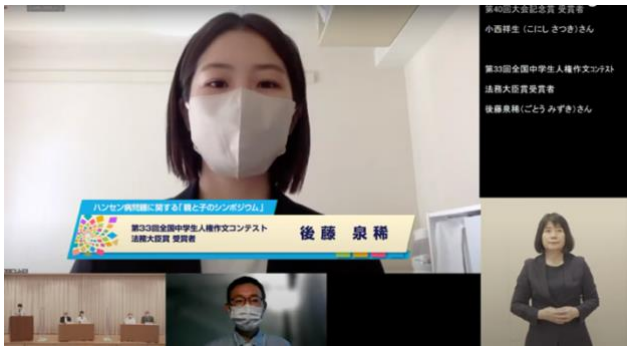 第40回大会記念賞 受賞者
小西祥生(こにし さつき)さん
第33回全国中学生人権作文コンテスト
法務大臣賞受賞者
後藤泉稀(ごとう みずき)さん
ハンセン病問題に関する「親と子のシンポジウム」
第33回全国中学生人権作文コンテスト
法務大臣賞 受賞者
後藤 泉稀